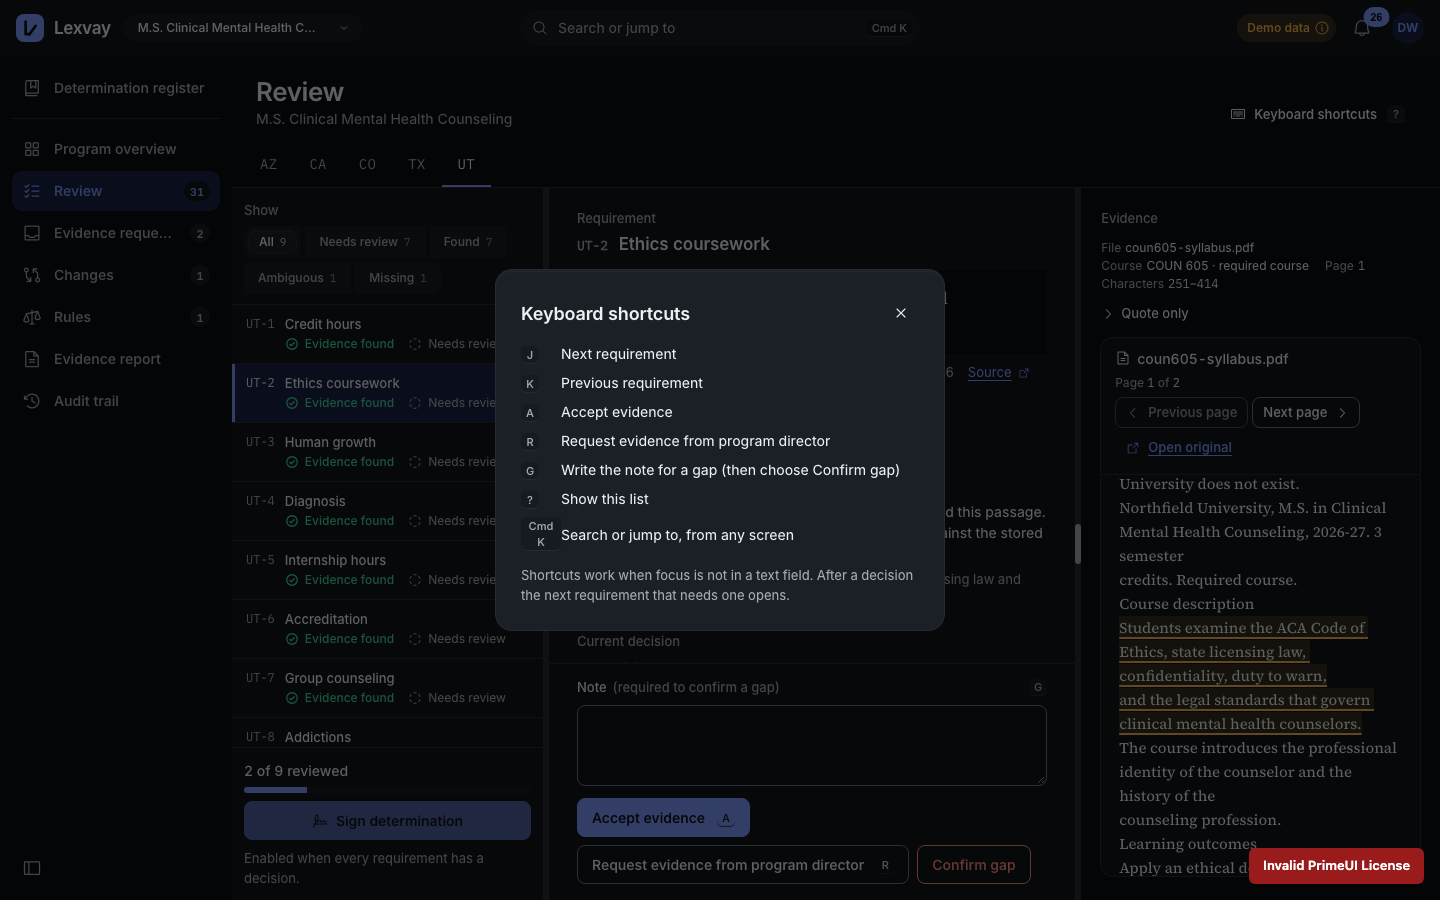 Lexvay
M.S. Clinical Mental Health C...
Search or jump to
Cmd K
Demo data
26
DW
Determination register
Program overview
Review
31
Evidence reque...
2
Changes
1
Rules
1
Evidence report
Audit trail
Review
M.S. Clinical Mental Health Counseling
Keyboard shortcuts
?
AZ
CA
CO
TX
UT
Show
All 9
Needs review 7
Found 7
Ambiguous 1
Missing 1
UT-1 Credit hours
Evidence found
Needs revie
UT-2 Ethics coursework
Evidence found
Needs revie
UT-3 Human growth
Evidence found
Needs revie
UT-4 Diagnosis
Evidence found
Needs revie
UT-5 Internship hours
Evidence found
Needs revie
UT-6 Accreditation
Evidence found
Needs review
UT-7 Group counseling
Evidence found
Needs review
UT-8 Addictions
2 of 9 reviewed
Sign determination
Enabled when every requirement has a
decision.
Requirement
UT-2 Ethics coursework
6 Source
d this passage.
inst the stored
sing law and
Current decision
Note (required to confirm a gap)
G
Accept evidence A
Request evidence from program director R
Confirm gap
Keyboard shortcuts
J Next requirement
K Previous requirement
A Accept evidence
R Request evidence from program director
G Write the note for a gap (then choose Confirm gap)
? Show this list
Cmd
K
Search or jump to, from any screen
Shortcuts work when focus is not in a text field. After a decision
the next requirement that needs one opens.
Evidence
File coun605-syllabus.pdf
Course COUN 605 · required course Page 1
Characters 251–414
Quote only
coun605-syllabus.pdf
Page 1 of 2
Previous page
Next page
Open original
University does not exist.
Northfield University, M.S. in Clinical
Mental Health Counseling, 2026-27. 3
semester
credits. Required course.
Course description
Students examine the ACA Code of
Ethics, state licensing law,
confidentiality, duty to warn,
and the legal standards that govern
clinical mental health counselors.
The course introduces the professional
identity of the counselor and the
history of the
counseling profession.
Learning outcomes
Apply an ethical d
Invalid PrimeUI License